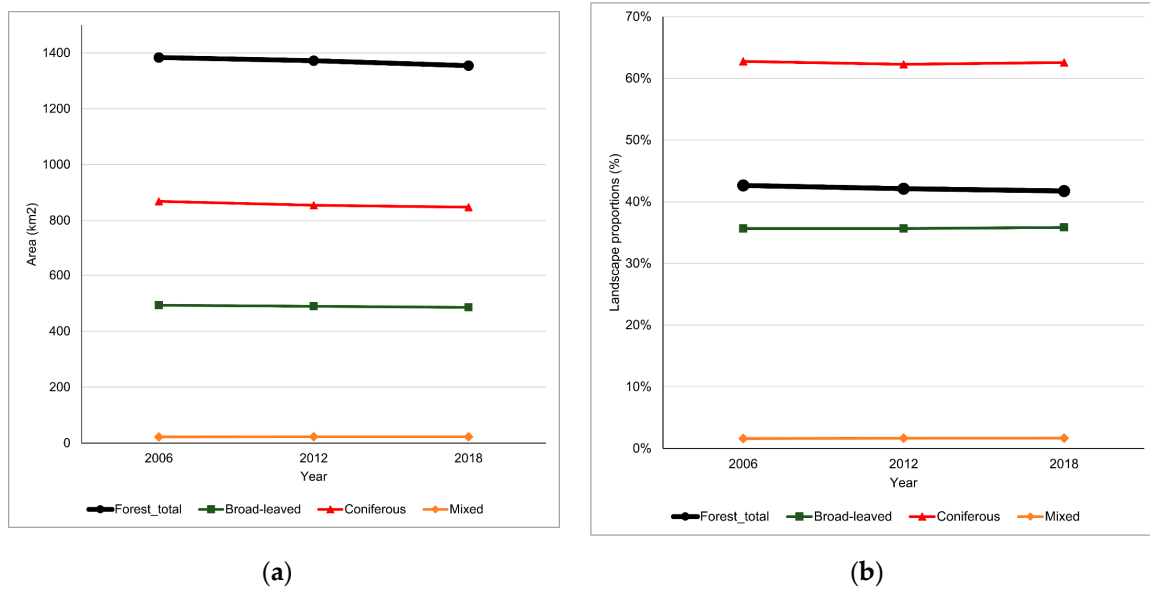 1400
1200
1000
800
600
400
200
0
Area (km2)
2006 2012 2018
Year
Forest_total Broad-leaved Coniferous Mixed
(a)
70%
60%
50%
40%
30%
20%
10%
0%
Landscape proportions (%)
2006 2012 2018
Year
Forest_total Broad-leaved Coniferous Mixed
(b)